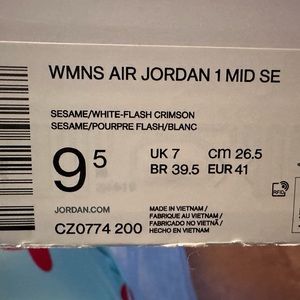 WMNS AIR JORDAN 1 MID SE
SESAME/WHITE-FLASH CRIMSON
SESAME/POURPRE FLASH/BLANC
9 5
UK 7 cm 26.5
BR 39.5 EUR 41
RFID
JORDAN.COM
CZ0774 200
MADE IN VIETNAM /
FABRIQUÉ AU VIETNAM /
FABRICADO NO VIETNÃ /
HECHO EN VIETNAM